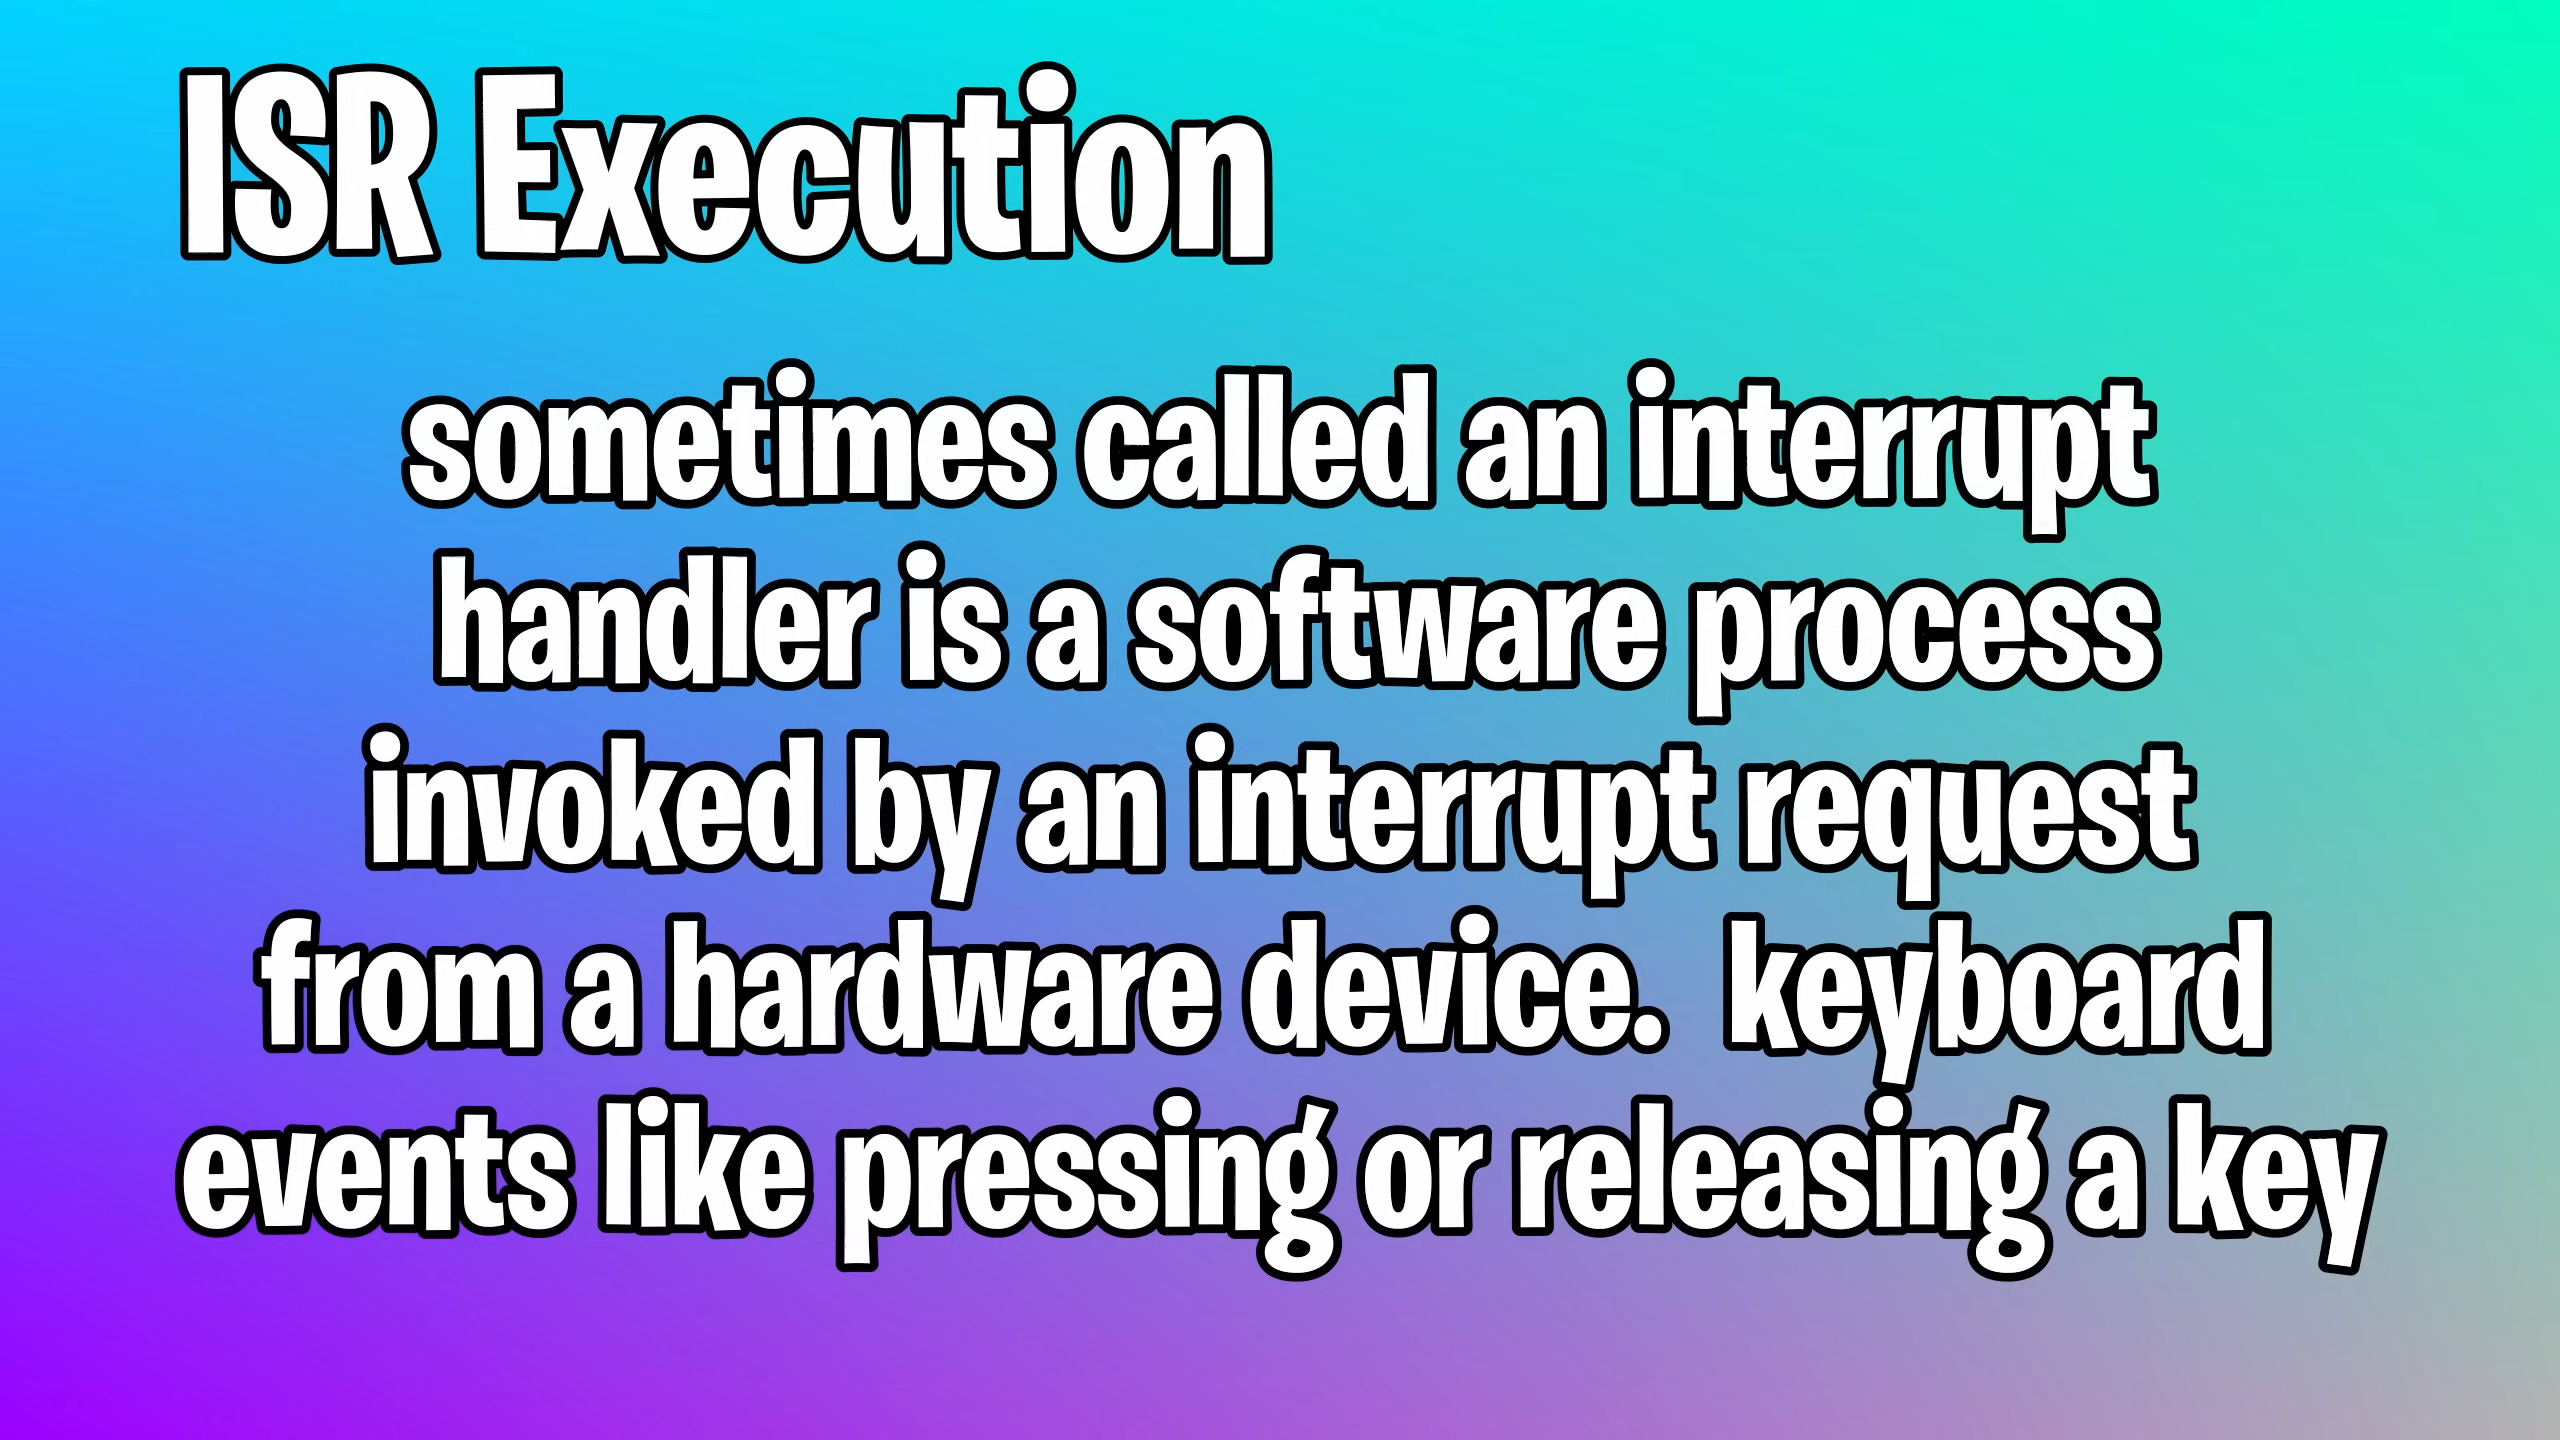 ISR Execution
sometimes called an interrupt
handler is a software process
invoked by an interrupt request
from a hardware device.  keyboard
events like pressing or releasing a key